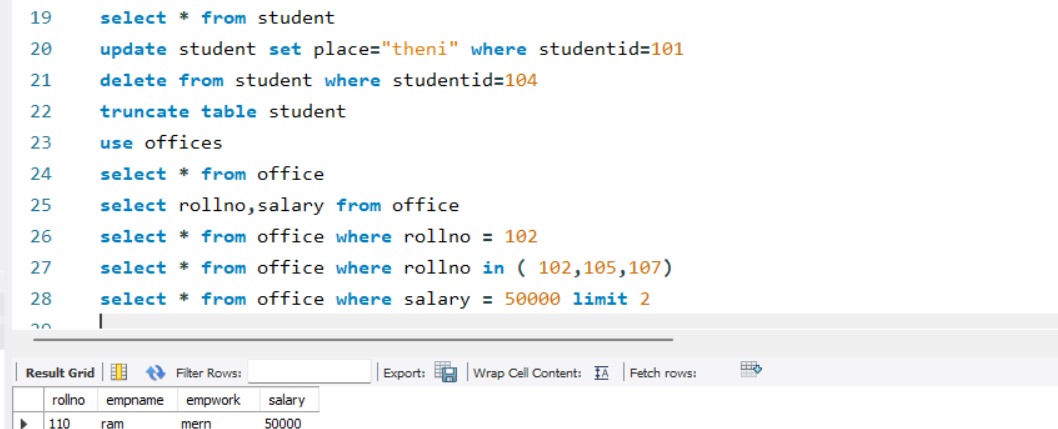 19 select * from student
20 update student set place="theni" where studentid=101
21 delete from student where studentid=104
22 truncate table student
23 use offices
24 select * from office
25 select rollno,salary from office
26 select * from office where rollno = 102
27 select * from office where rollno in ( 102,105,107)
28 select * from office where salary = 50000 limit 2
Result Grid Filter Rows: Export: Wrap Cell Content: IA Fetch rows:
rollno empname empwork salary
110 ram mern 50000